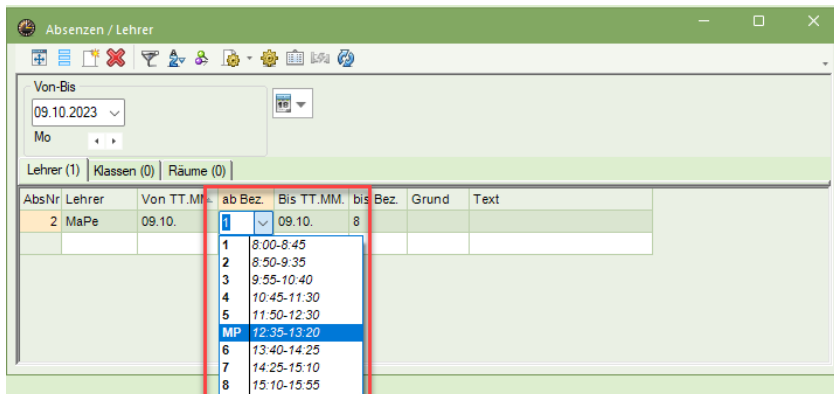 Absenzen / Lehrer
Von-Bis
09.10.2023
Mo
Lehrer (1) Klassen (0) Räume (0)
AbsNr Lehrer Von TT.MM. ab Bez. Bis TT.MM. bis Bez. Grund Text
2 MaPe 09.10. 1 09.10. 8
1 8:00-8:45
2 8:50-9:35
3 9:55-10:40
4 10:45-11:30
5 11:50-12:30
MP 12:35-13:20
6 13:40-14:25
7 14:25-15:10
8 15:10-15:55